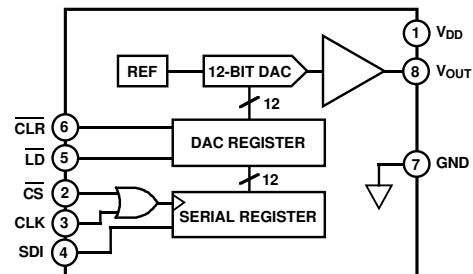 1 VDD
REF 12-BIT DAC 8 VOUT
12
CLR 6
DAC REGISTER
LD 5
7 GND
12
CS 2
CLK 3
SERIAL REGISTER
SDI 4